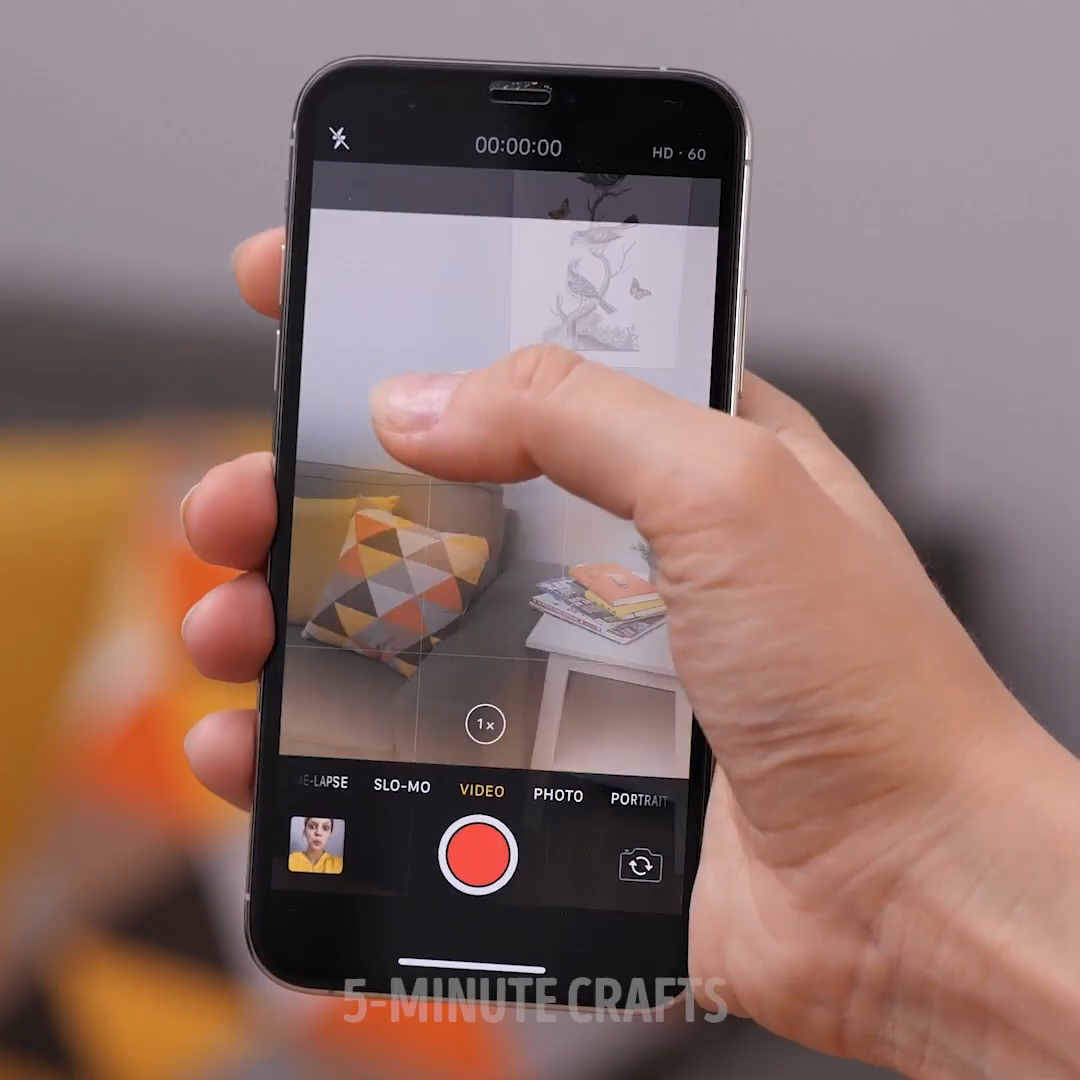 00:00:00
HD · 60
1x
E-LAPSE SLO-MO VIDEO PHOTO PORTRAIT
5-MINUTE CRAFTS